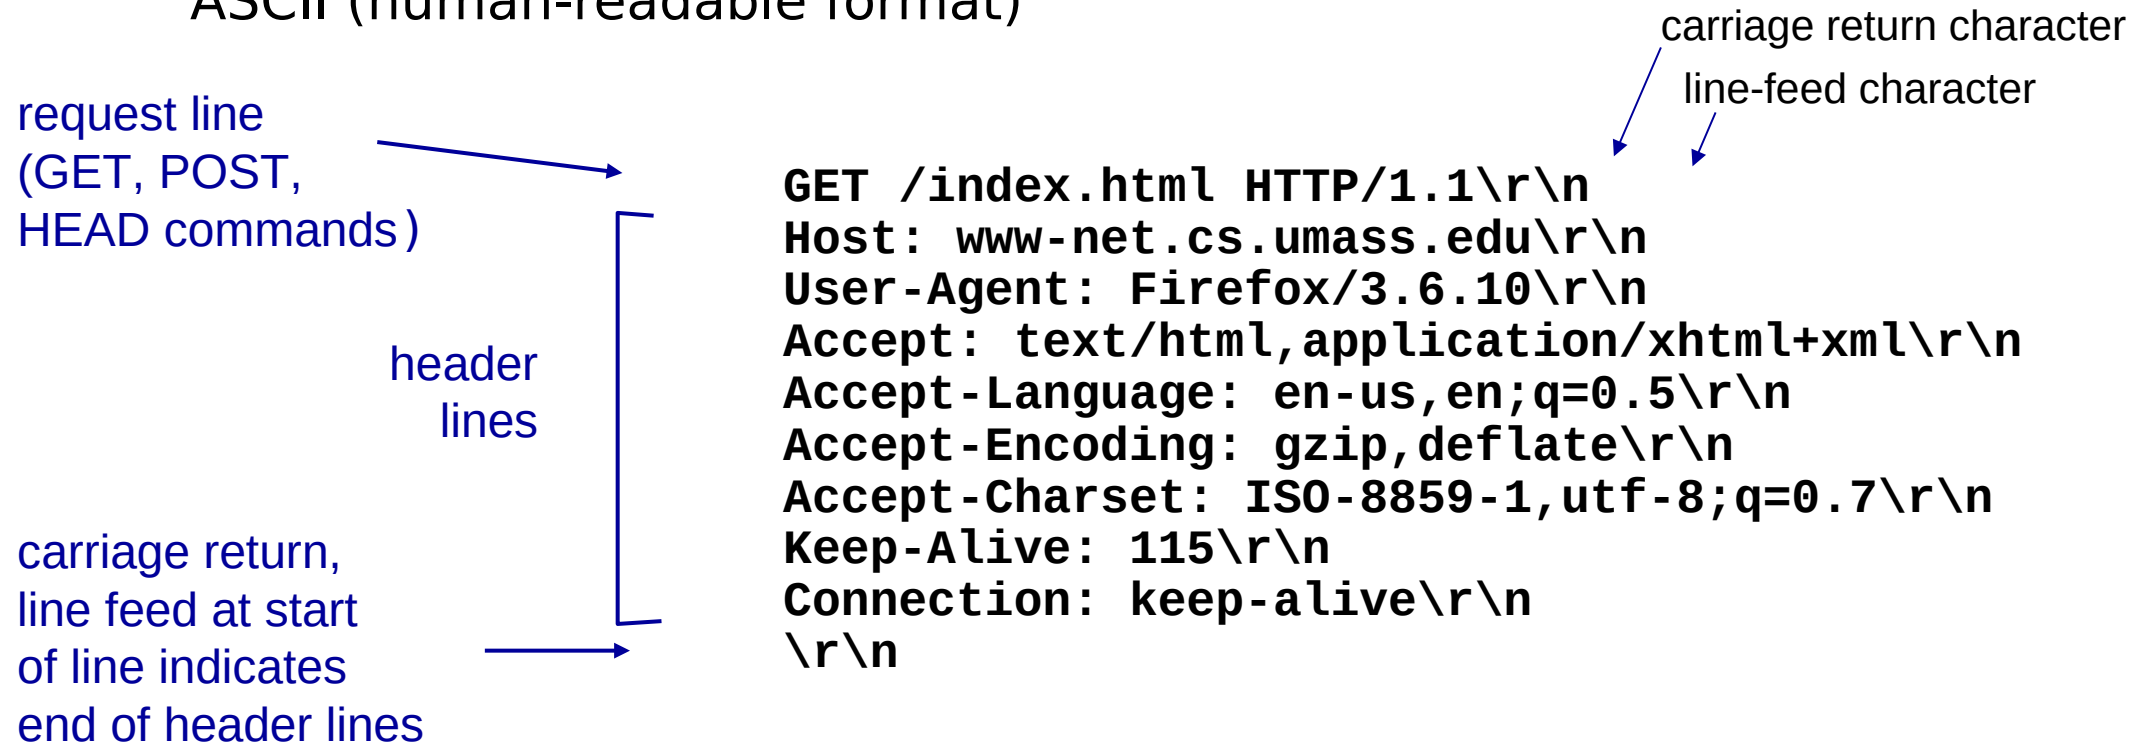 ASCII (human-readable format)
carriage return character
line-feed character
request line
(GET, POST,
HEAD commands)
GET /index.html HTTP/1.1\r\n
Host: www-net.cs.umass.edu\r\n
User-Agent: Firefox/3.6.10\r\n
Accept: text/html,application/xhtml+xml\r\n
Accept-Language: en-us,en;q=0.5\r\n
Accept-Encoding: gzip,deflate\r\n
Accept-Charset: ISO-8859-1,utf-8;q=0.7\r\n
Keep-Alive: 115\r\n
Connection: keep-alive\r\n
\r\n
header
lines
carriage return,
line feed at start
of line indicates
end of header lines